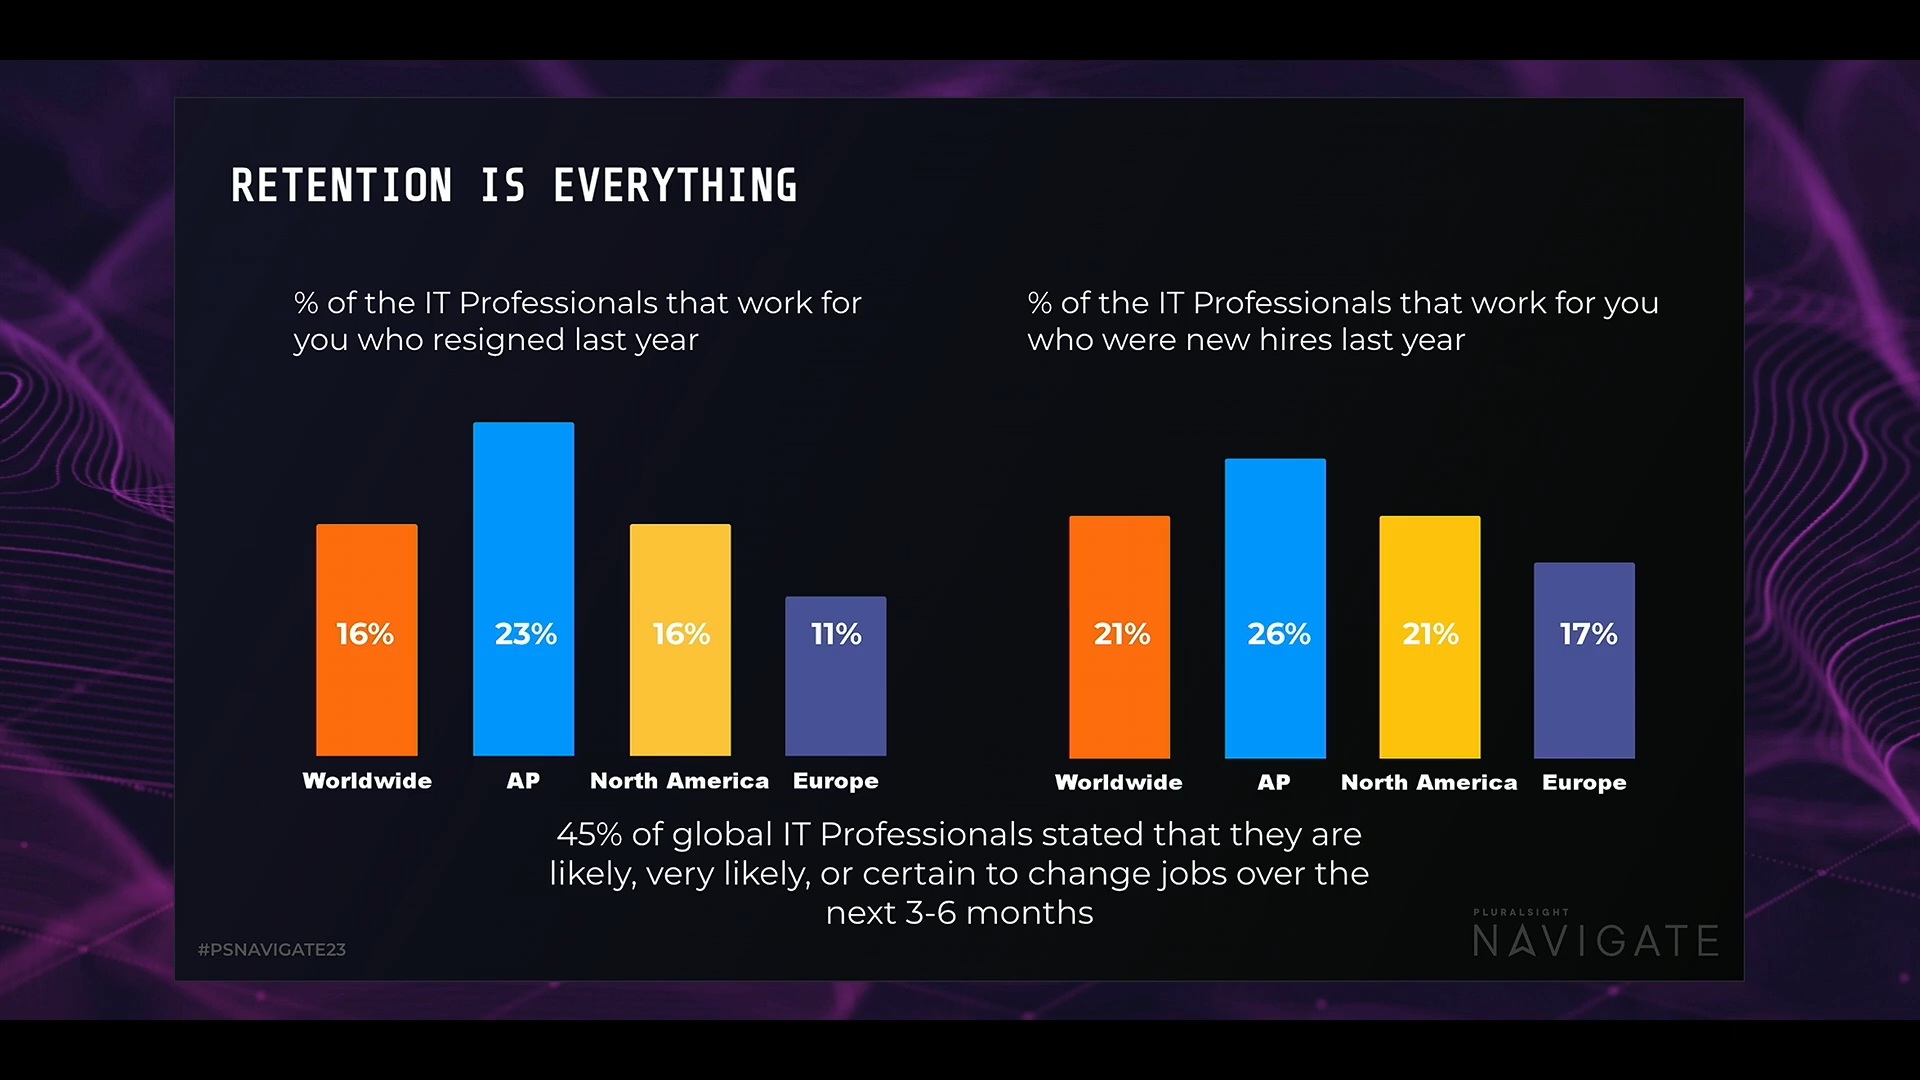 RETENTION IS EVERYTHING
% of the IT Professionals that work for
you who resigned last year
16%
23%
16%
11%
Worldwide
AP
North America
Europe
% of the IT Professionals that work for you
who were new hires last year
21%
26%
21%
17%
Worldwide
AP
North America
Europe
45% of global IT Professionals stated that they are
likely, very likely, or certain to change jobs over the
next 3-6 months
#PSNAVIGATE23
PLURALSIGHT
NAVIGATE